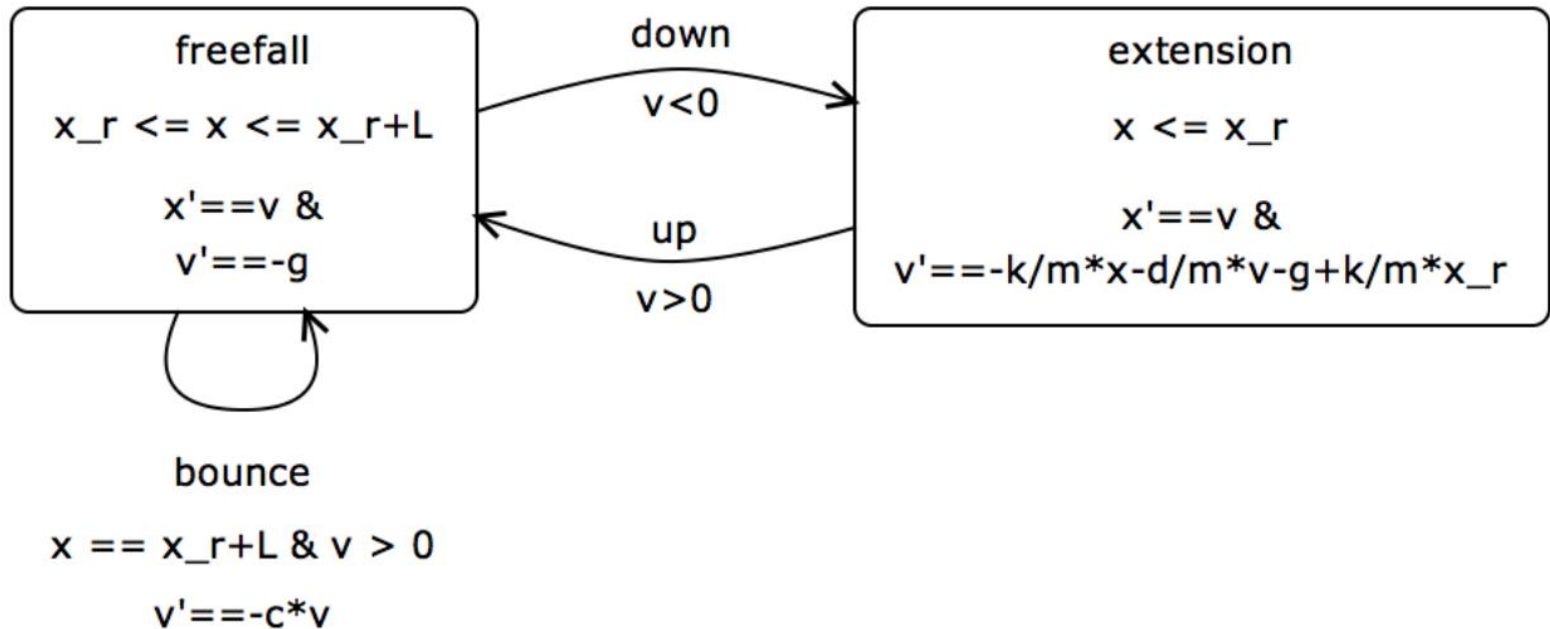 freefall
x_r <= x <= x_r+L
x'==v &
v'==-g
down
v<0
up
v>0
extension
x <= x_r
x'==v &
v'==-k/m*x-d/m*v-g+k/m*x_r
bounce
x == x_r+L & v > 0
v'==-c*v